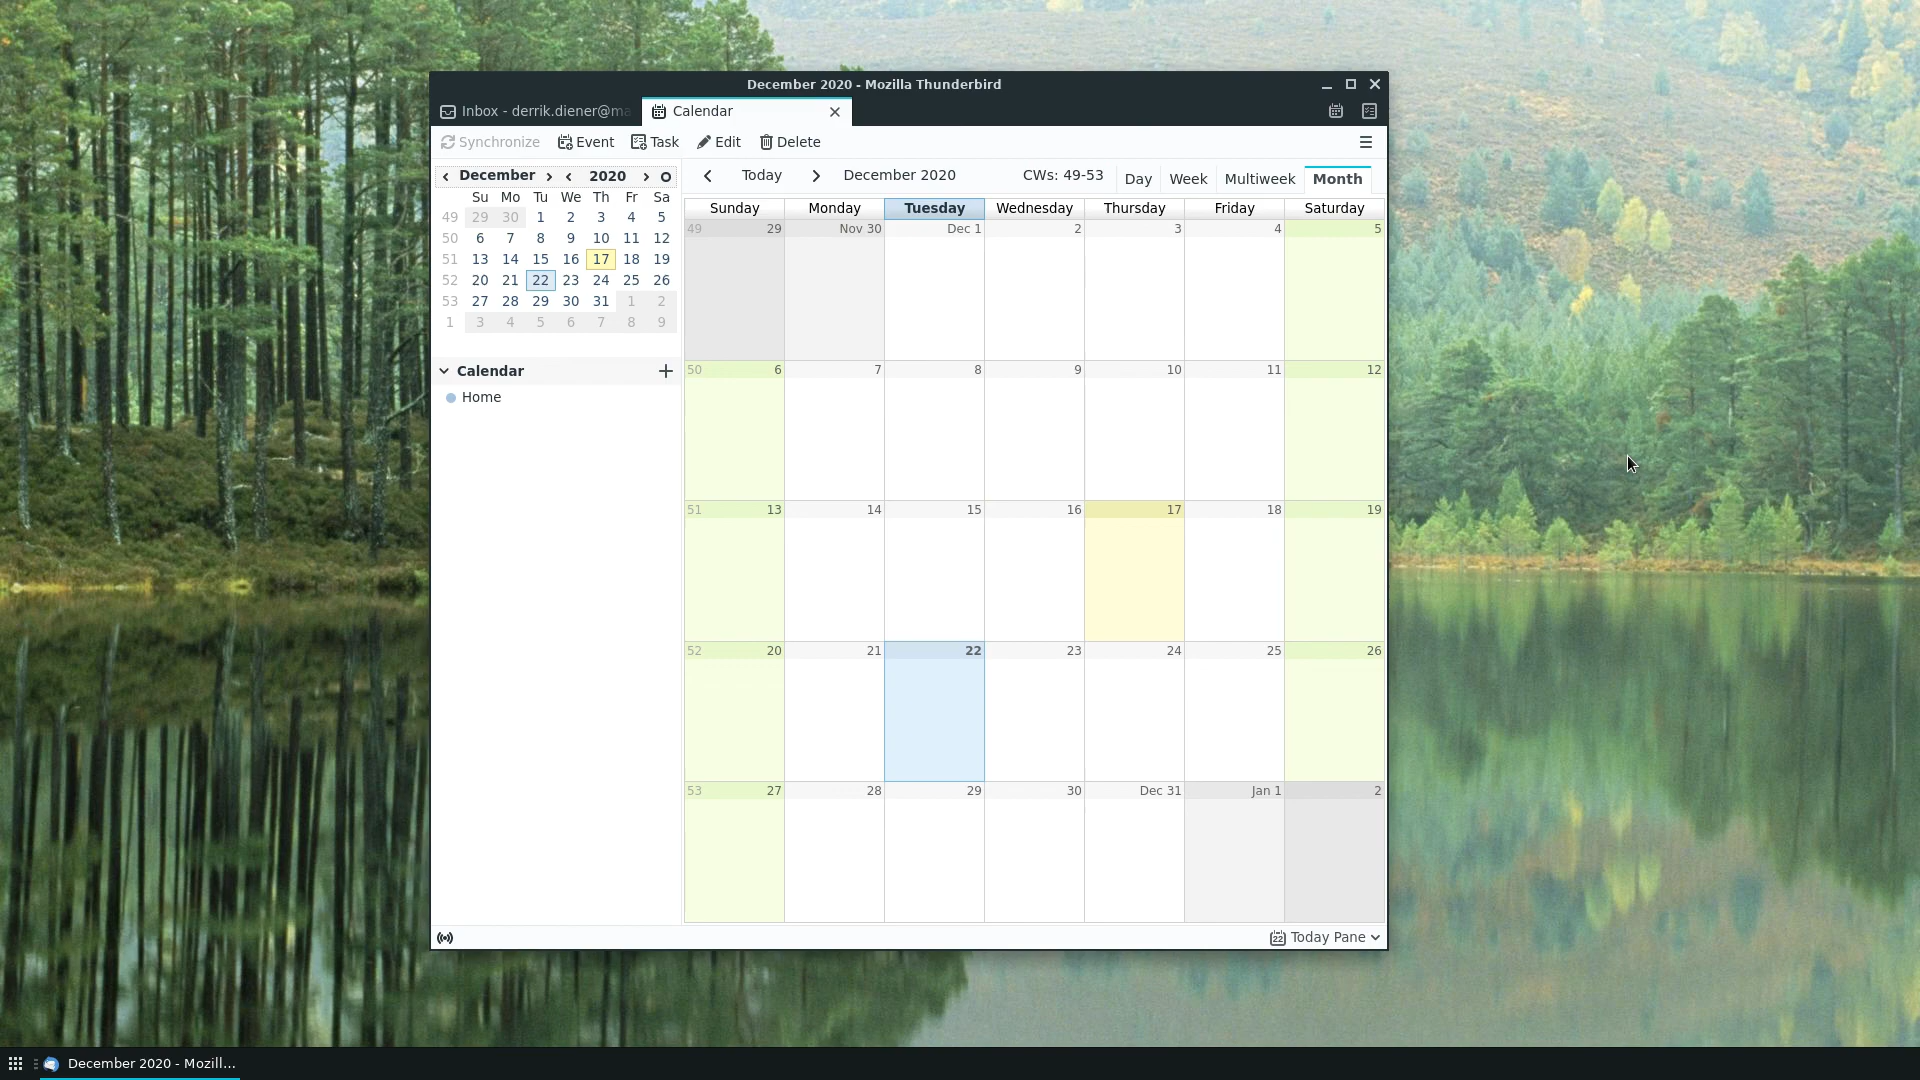 December 2020 - Mozilla Thunderbird
Inbox - derrik.diener@ma
Calendar
Synchronize Event Task Edit Delete
December 2020
Su Mo Tu We Th Fr Sa
49 29 30 1 2 3 4 5
50 6 7 8 9 10 11 12
51 13 14 15 16 17 18 19
52 20 21 22 23 24 25 26
53 27 28 29 30 31 1 2
1 3 4 5 6 7 8 9
Calendar
Home
Today December 2020 CWs: 49-53 Day Week Multiweek Month
Sunday Monday Tuesday Wednesday Thursday Friday Saturday
49 29 Nov 30 Dec 1 2 3 4 5
50 6 7 8 9 10 11 12
51 13 14 15 16 17 18 19
52 20 21 22 23 24 25 26
53 27 28 29 30 Dec 31 Jan 1 2
22 Today Pane
December 2020 - Mozill...